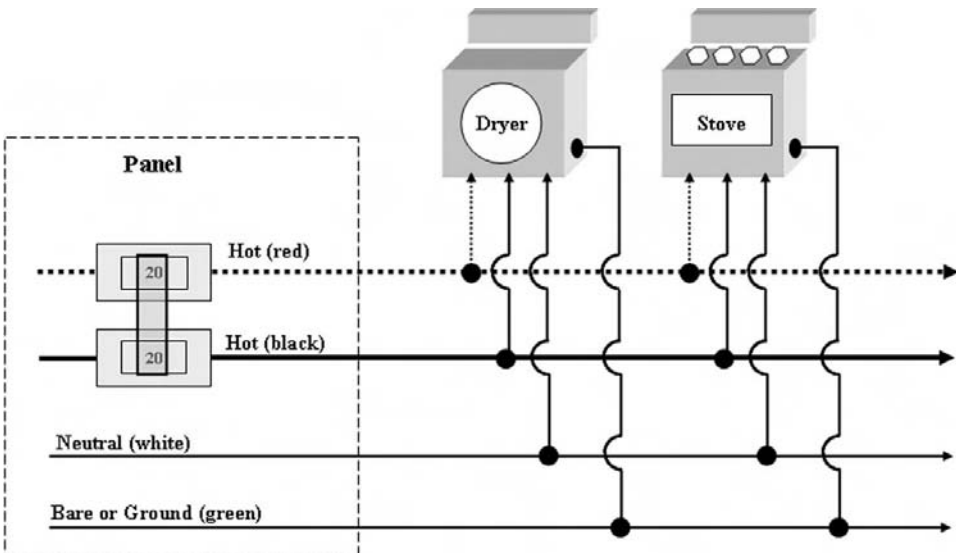 Dryer
Stove
Panel
Hot (red)
20
Hot (black)
20
Neutral (white)
Bare or Ground (green)